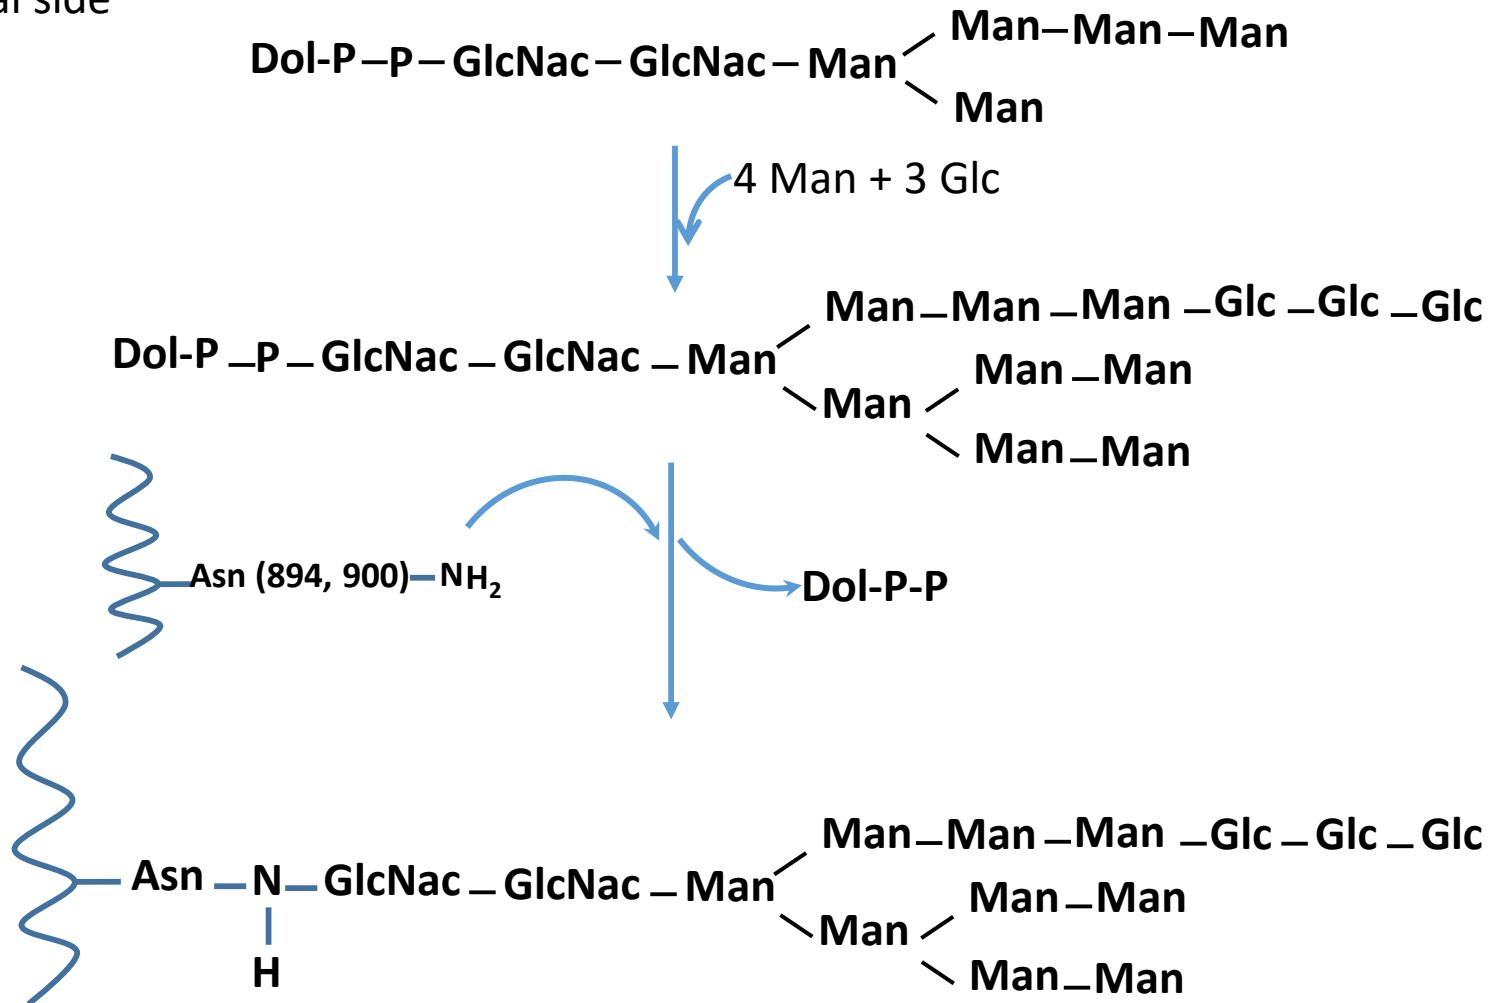 al side
Man–Man–Man
Dol-P–P–GlcNac–GlcNac–Man
Man
4 Man + 3 Glc
Man–Man–Man–Glc–Glc–Glc
Dol-P–P–GlcNac–GlcNac–Man
Man–Man
Man
Man–Man
Asn (894, 900)–NH₂
Dol-P-P
Man–Man–Man–Glc–Glc–Glc
Asn–N–GlcNac–GlcNac–Man
Man–Man
Man
H
Man–Man